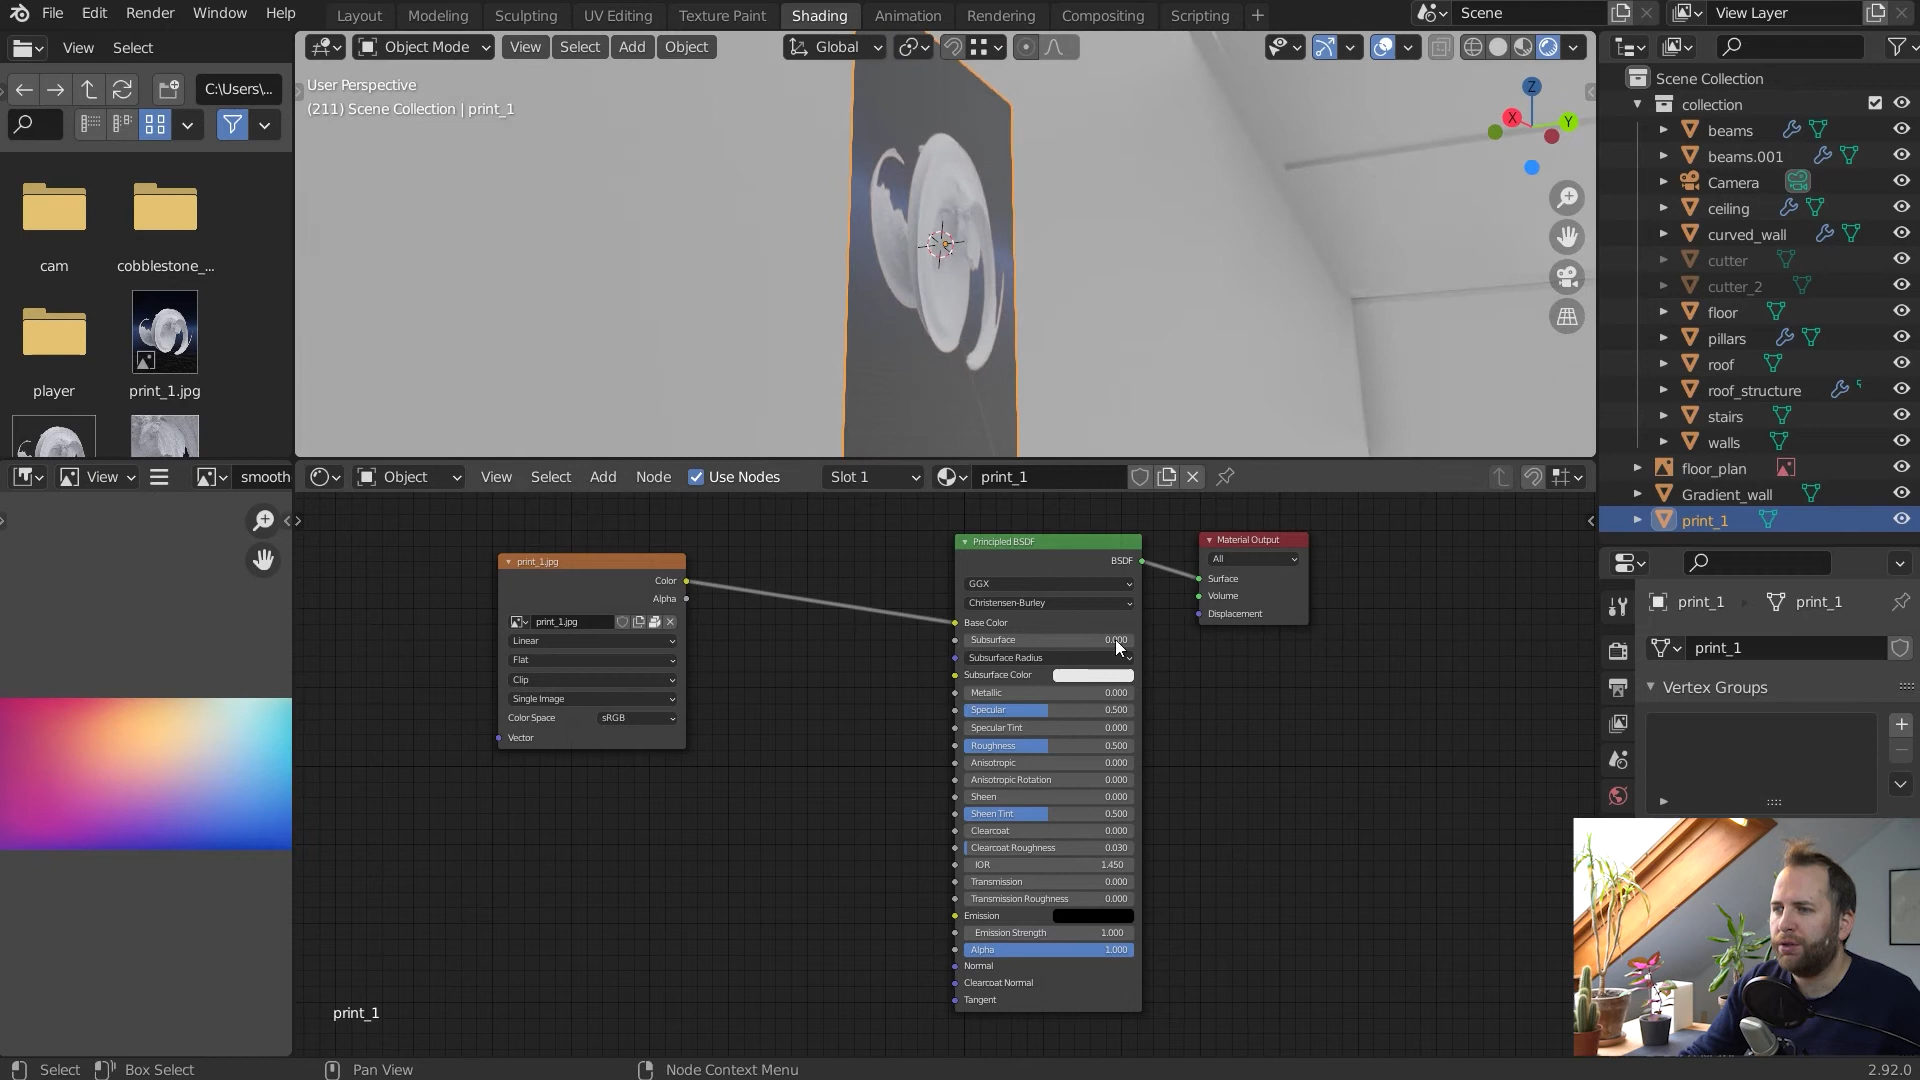 File Edit Render Window Help
Layout Modeling Sculpting UV Editing Texture Paint Shading Animation Rendering Compositing Scripting +
Scene
View Layer
View Select
C:\Users\...
cam
cobblestone_...
player
print_1.jpg
Object Mode View Select Add Object
Global
User Perspective
(211) Scene Collection | print_1
Z
X
Y
Scene Collection
collection
beams
beams.001
Camera
ceiling
curved_wall
cutter
cutter_2
floor
pillars
roof
roof_structure
stairs
walls
floor_plan
Gradient_wall
print_1
View
smooth
Object View Select Add Node Use Nodes Slot 1 print_1
print_1.jpg
Color
Alpha
print_1.jpg
Linear
Flat
Clip
Single Image
Color Space sRGB
Vector
Principled BSDF
BSDF
GGX
Christensen-Burley
Base Color
Subsurface 0.000
Subsurface Radius
Subsurface Color
Metallic 0.000
Specular 0.500
Specular Tint 0.000
Roughness 0.500
Anisotropic 0.000
Anisotropic Rotation 0.000
Sheen 0.000
Sheen Tint 0.500
Clearcoat 0.000
Clearcoat Roughness 0.030
IOR 1.450
Transmission 0.000
Transmission Roughness 0.000
Emission
Emission Strength 1.000
Alpha 1.000
Normal
Clearcoat Normal
Tangent
Material Output
All
Surface
Volume
Displacement
print_1
print_1 print_1
print_1
Vertex Groups
Select Box Select Pan View Node Context Menu 2.92.0